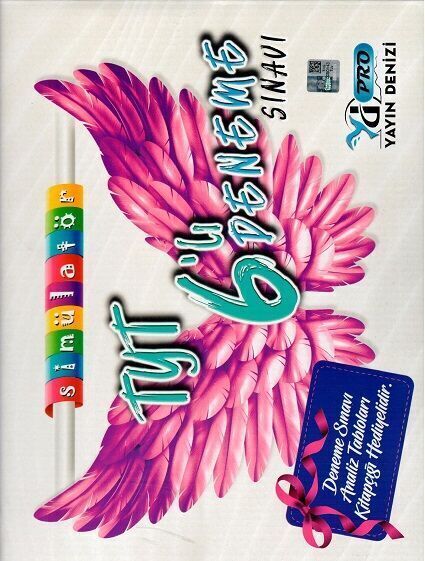 simülatör
TYT
6'lı
DENEME
SINAVI
YD PRO
YAYIN DENİZİ
Deneme Sınavı
Analiz Tabloları
Kitapçığı Hediyelidir.